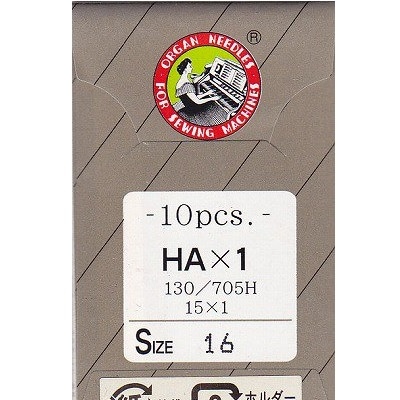 ORGAN NEEDLES
FOR SEWING MACHINES
®
-10pcs.-
HA×1
130/705H
15×1
SIZE 16
ホルダー